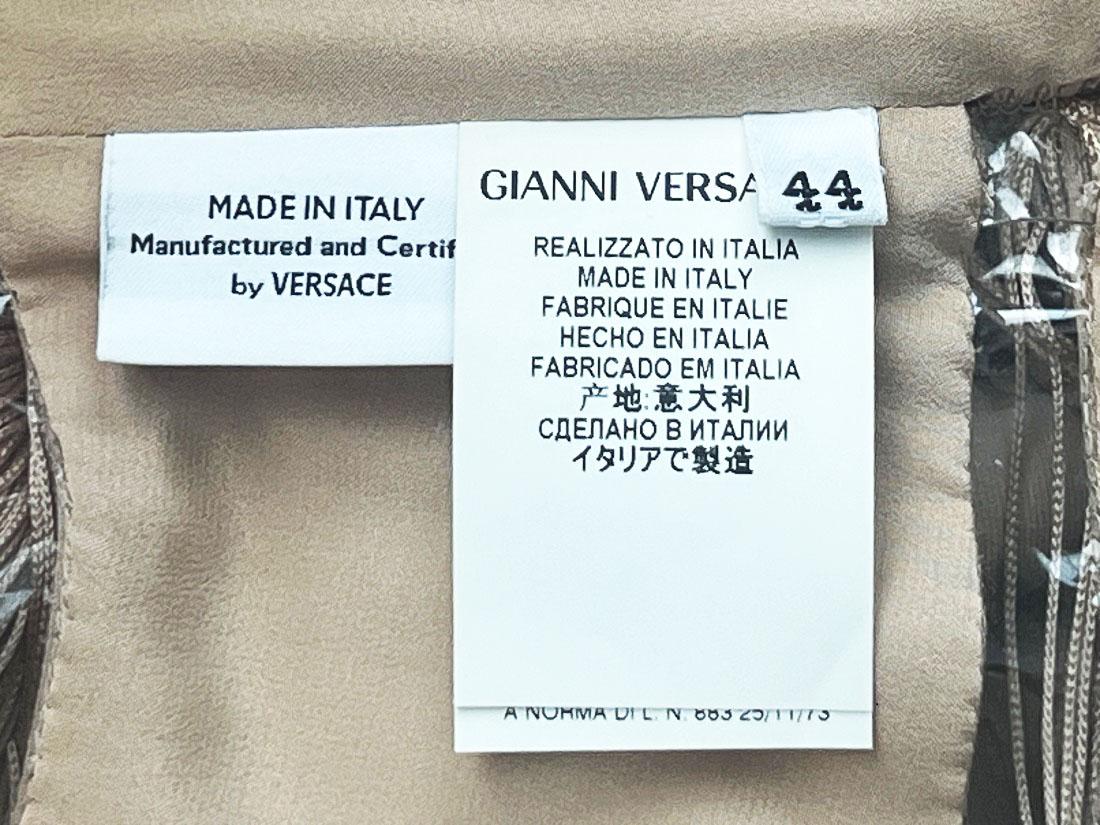 MADE IN ITALY
Manufactured and Certif
by VERSACE
GIANNI VERSA
44
REALIZZATO IN ITALIA
MADE IN ITALY
FABRIQUE EN ITALIE
HECHO EN ITALIA
FABRICADO EM ITALIA
产地:意大利
СДЕЛАНО В ИТАЛИИ
イタリアで製造
A NORMA DI L. N. 883 25/11/73